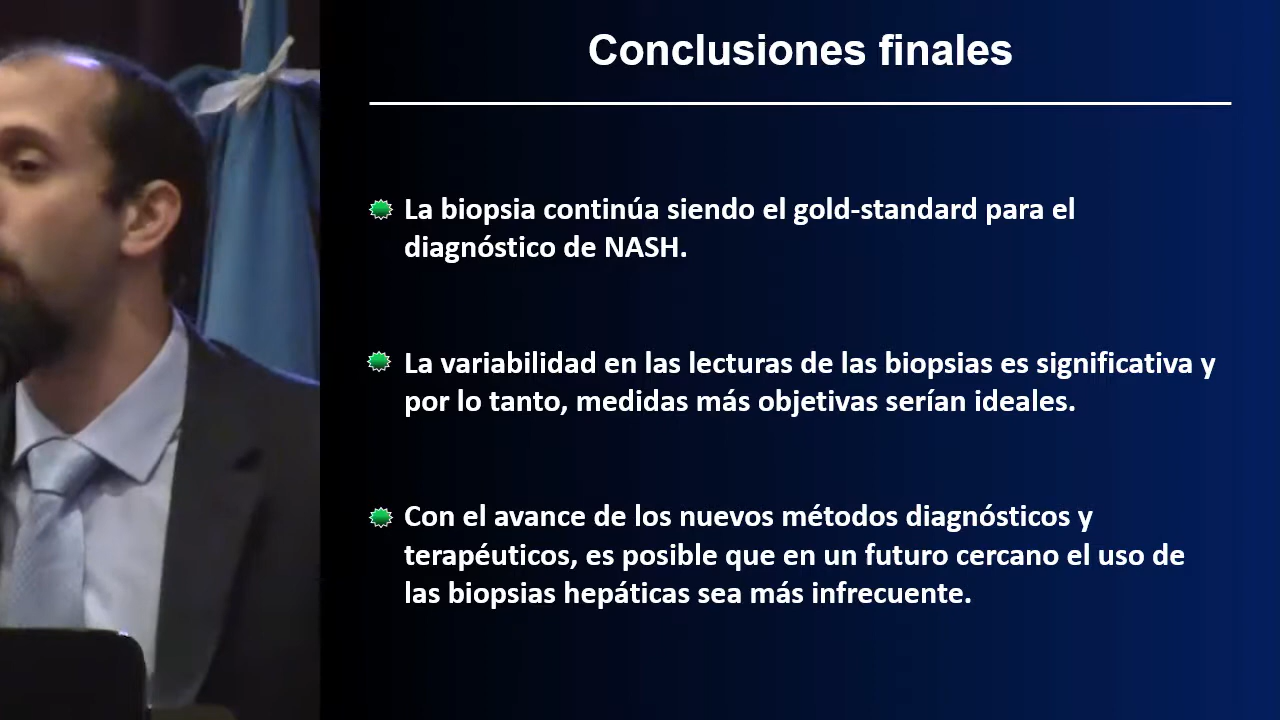 Conclusiones finales
La biopsia continúa siendo el gold-standard para el
diagnóstico de NASH.
La variabilidad en las lecturas de las biopsias es significativa y
por lo tanto, medidas más objetivas serían ideales.
Con el avance de los nuevos métodos diagnósticos y
terapéuticos, es posible que en un futuro cercano el uso de
las biopsias hepáticas sea más infrecuente.